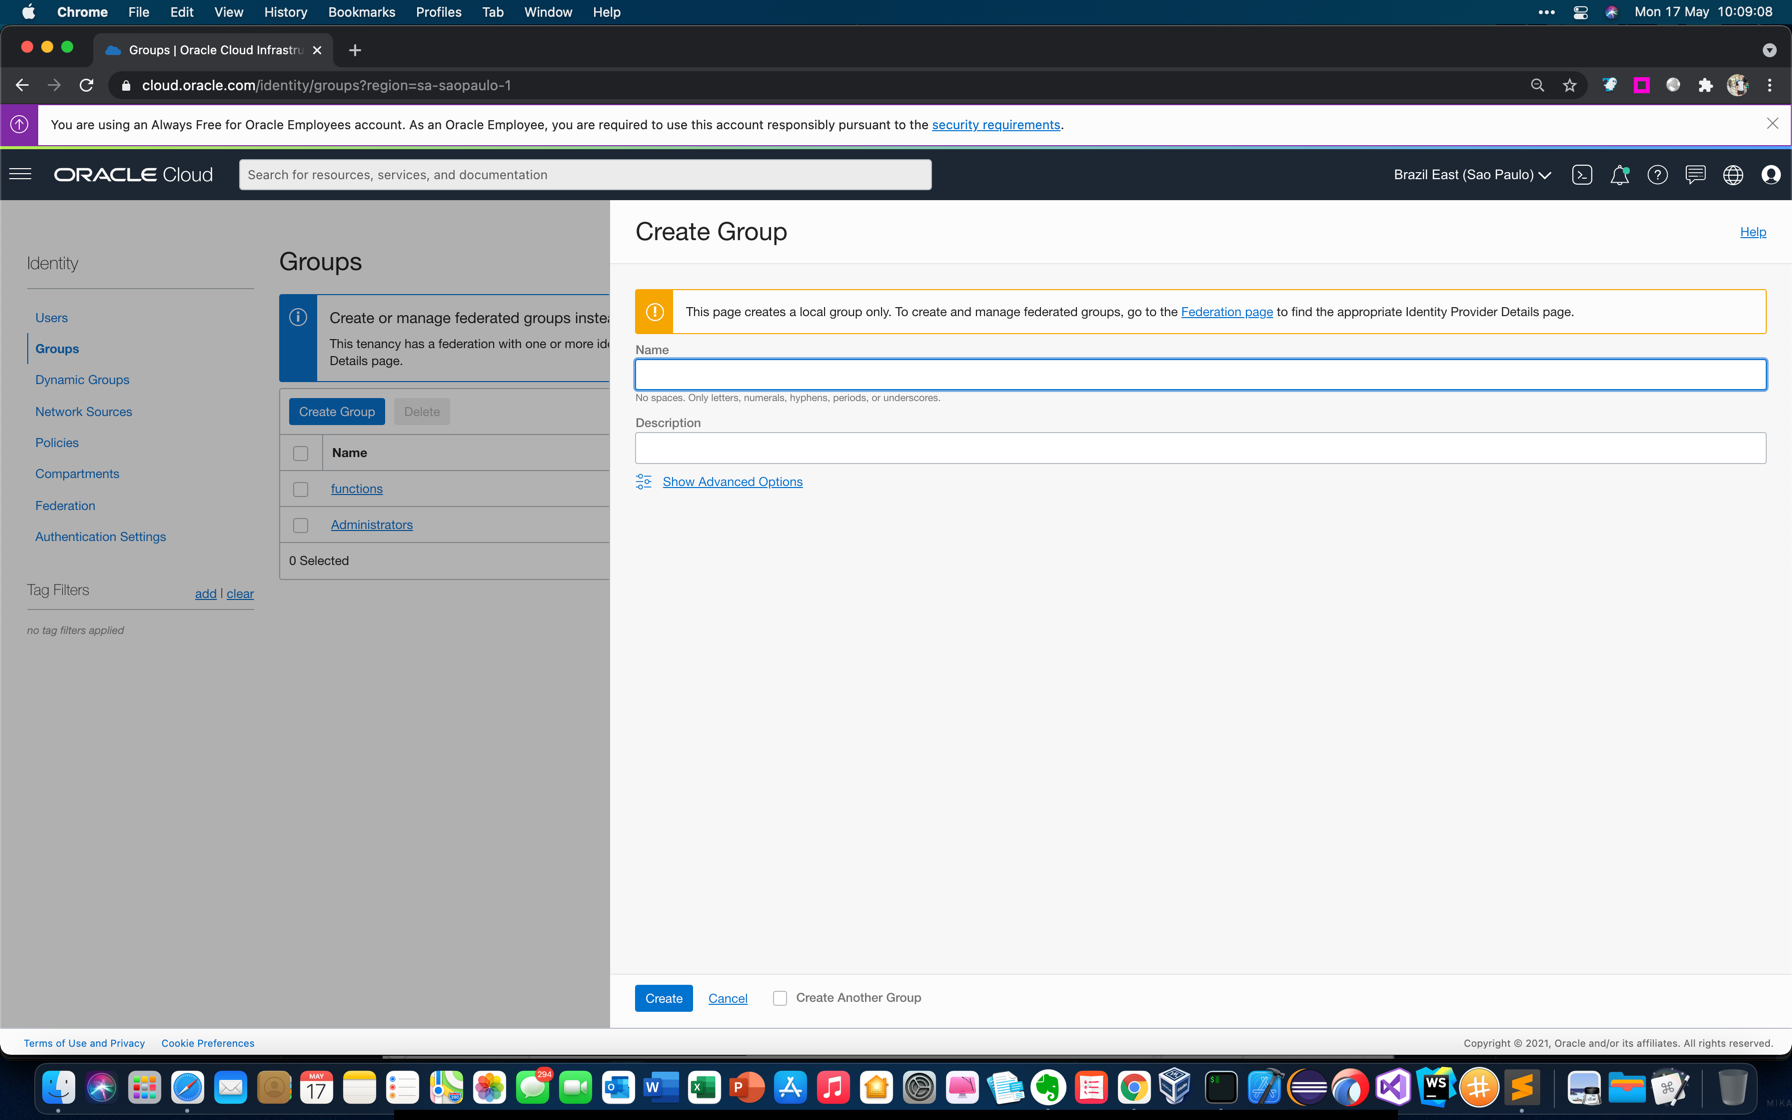 Chrome File Edit View History Bookmarks Profiles Tab Window Help
Mon 17 May 10:09:08
Groups | Oracle Cloud Infrastru
cloud.oracle.com/identity/groups?region=sa-saopaulo-1
You are using an Always Free for Oracle Employees account. As an Oracle Employee, you are required to use this account responsibly pursuant to the security requirements.
ORACLE Cloud
Search for resources, services, and documentation
Brazil East (Sao Paulo)
Identity
Users
Groups
Dynamic Groups
Network Sources
Policies
Compartments
Federation
Authentication Settings
Tag Filters
add | clear
no tag filters applied
Groups
Create or manage federated groups inste
This tenancy has a federation with one or more ide
Details page.
Create Group Delete
Name
functions
Administrators
0 Selected
Create Group
Help
This page creates a local group only. To create and manage federated groups, go to the Federation page to find the appropriate Identity Provider Details page.
Name
No spaces. Only letters, numerals, hyphens, periods, or underscores.
Description
Show Advanced Options
Create Cancel Create Another Group
Terms of Use and Privacy Cookie Preferences
Copyright © 2021, Oracle and/or its affiliates. All rights reserved.
MAY
17
294
W
X
P
$
WS